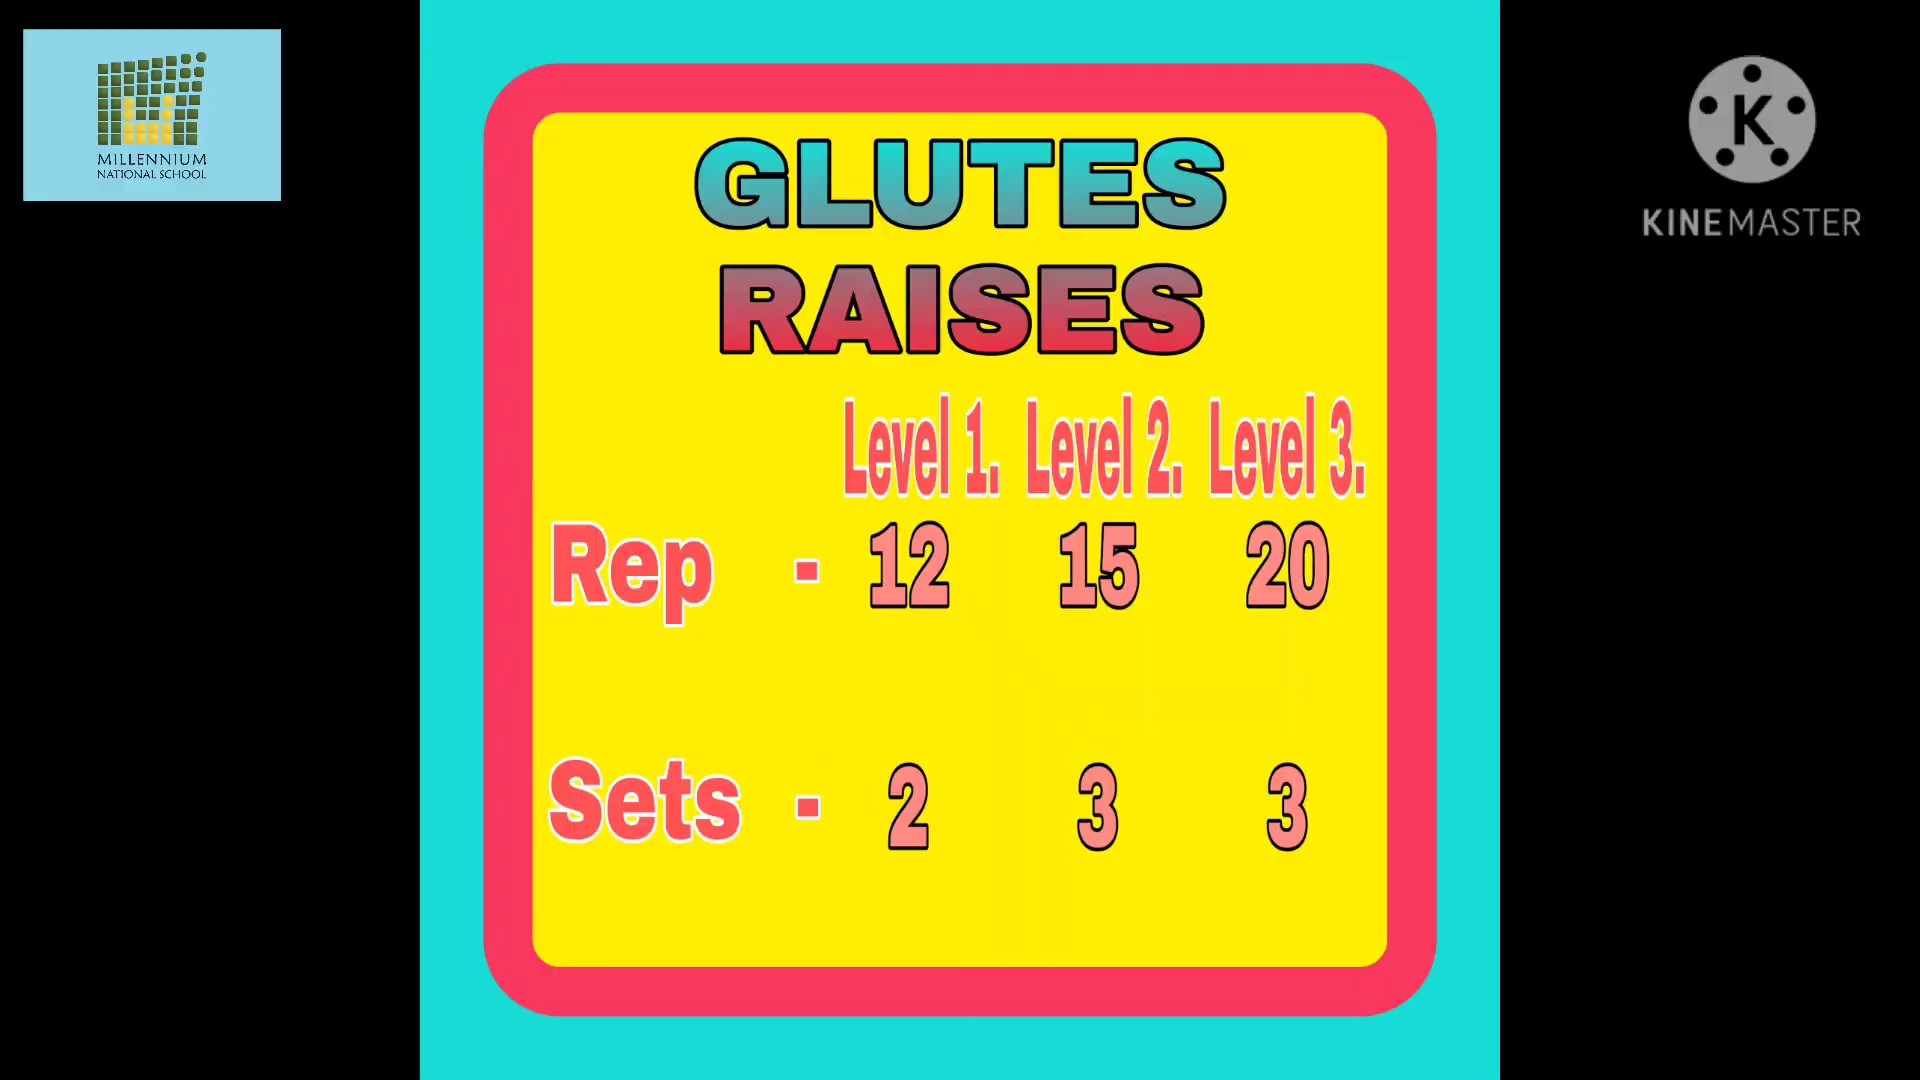 MILLENNIUM
NATIONAL SCHOOL
K
KINEMASTER
GLUTES
RAISES
Level 1. Level 2. Level 3.
Rep - 12 15 20
Sets - 2 3 3